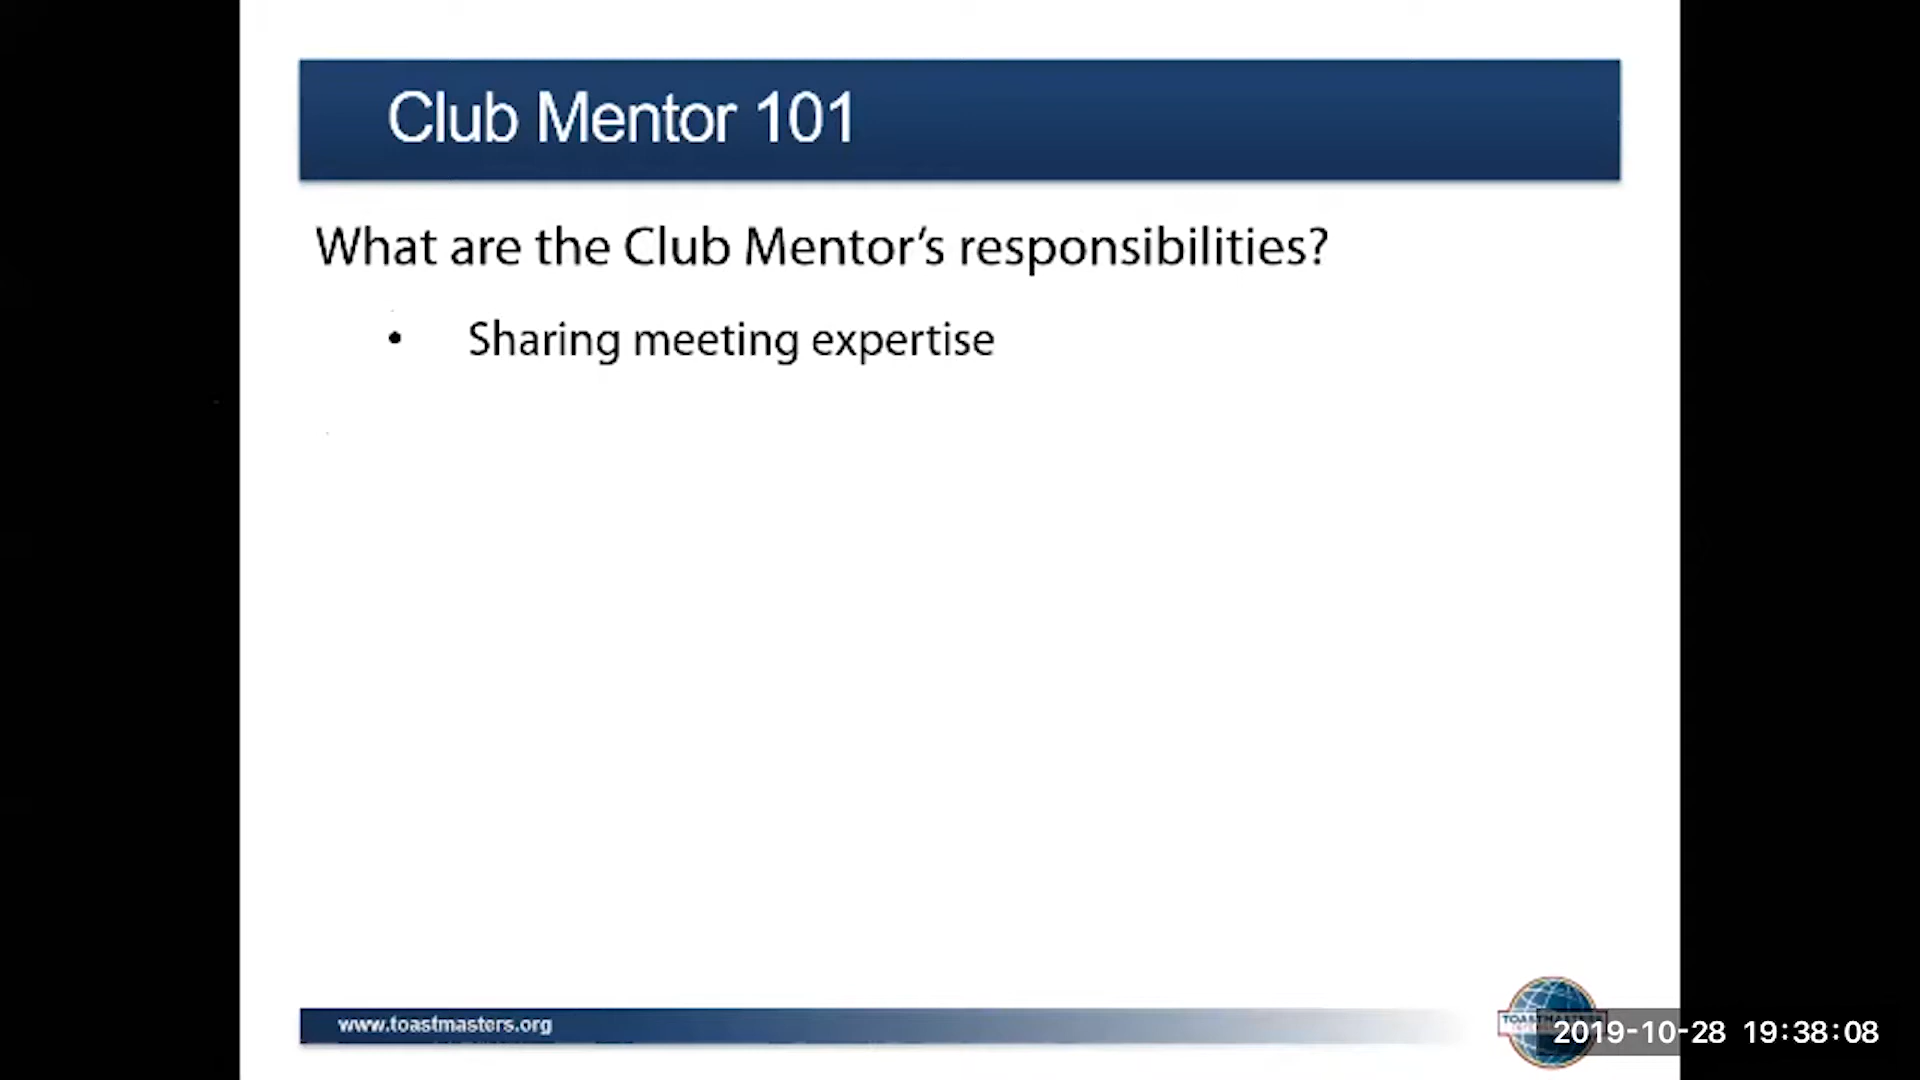 Club Mentor 101
What are the Club Mentor’s responsibilities?
• Sharing meeting expertise
www.toastmasters.org
TOASTMASTERS
2019-10-28 19:38:08